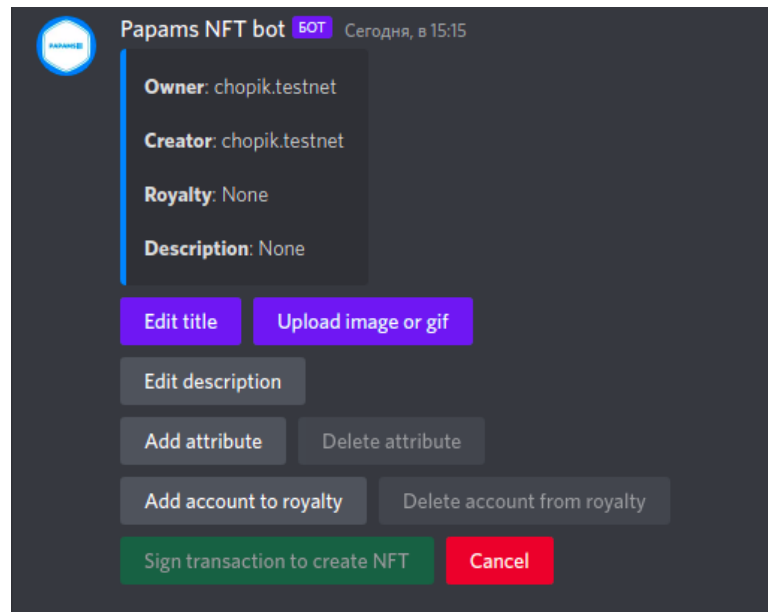 PAPAMS
Papams NFT bot БОТ Сегодня, в 15:15
Owner: chopik.testnet
Creator: chopik.testnet
Royalty: None
Description: None
Edit title Upload image or gif
Edit description
Add attribute Delete attribute
Add account to royalty Delete account from royalty
Sign transaction to create NFT Cancel